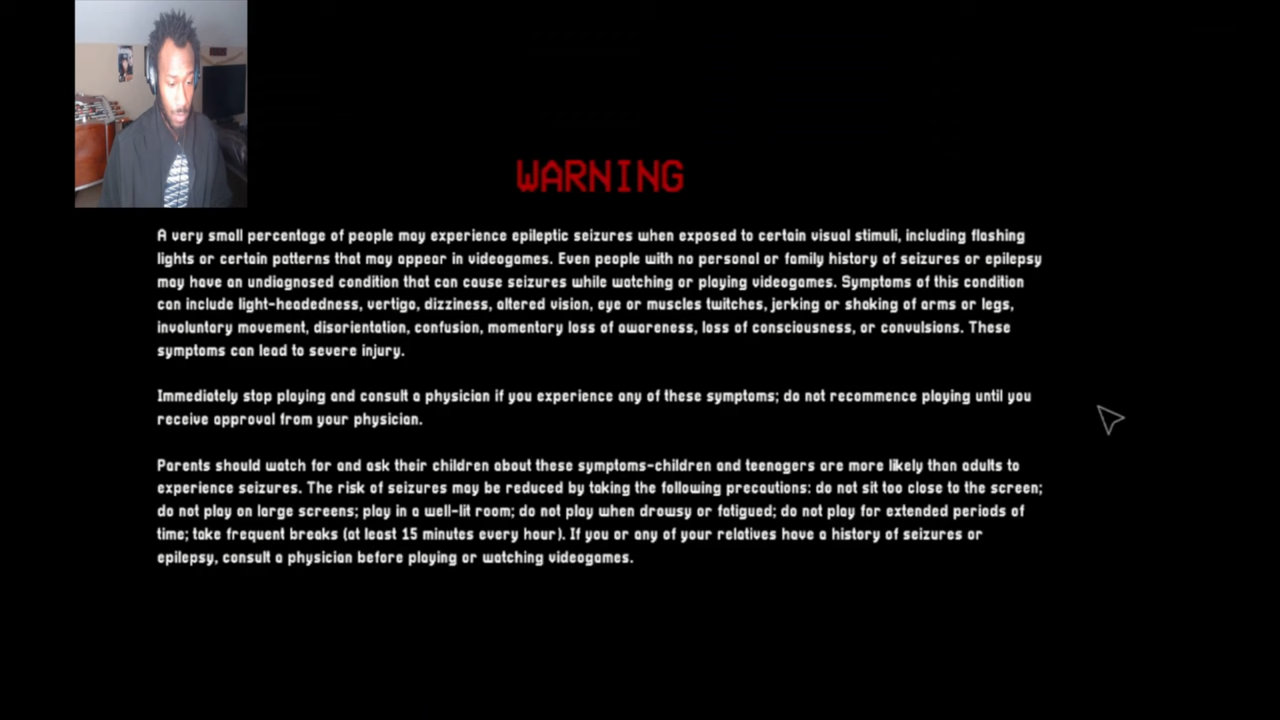 WARNING
A very small percentage of people may experience epileptic seizures when exposed to certain visual stimuli, including flashing
lights or certain patterns that may appear in videogames. Even people with no personal or family history of seizures or epilepsy
may have an undiagnosed condition that can cause seizures while watching or playing videogames. Symptoms of this condition
can include light-headedness, vertigo, dizziness, altered vision, eye or muscles twitches, jerking or shaking of arms or legs,
involuntary movement, disorientation, confusion, momentary loss of awareness, loss of consciousness, or convulsions. These
symptoms can lead to severe injury.
Immediately stop playing and consult a physician if you experience any of these symptoms; do not recommence playing until you
receive approval from your physician.
Parents should watch for and ask their children about these symptoms-children and teenagers are more likely than adults to
experience seizures. The risk of seizures may be reduced by taking the following precautions: do not sit too close to the screen;
do not play on large screens; play in a well-lit room; do not play when drowsy or fatigued; do not play for extended periods of
time; take frequent breaks (at least 15 minutes every hour). If you or any of your relatives have a history of seizures or
epilepsy, consult a physician before playing or watching videogames.